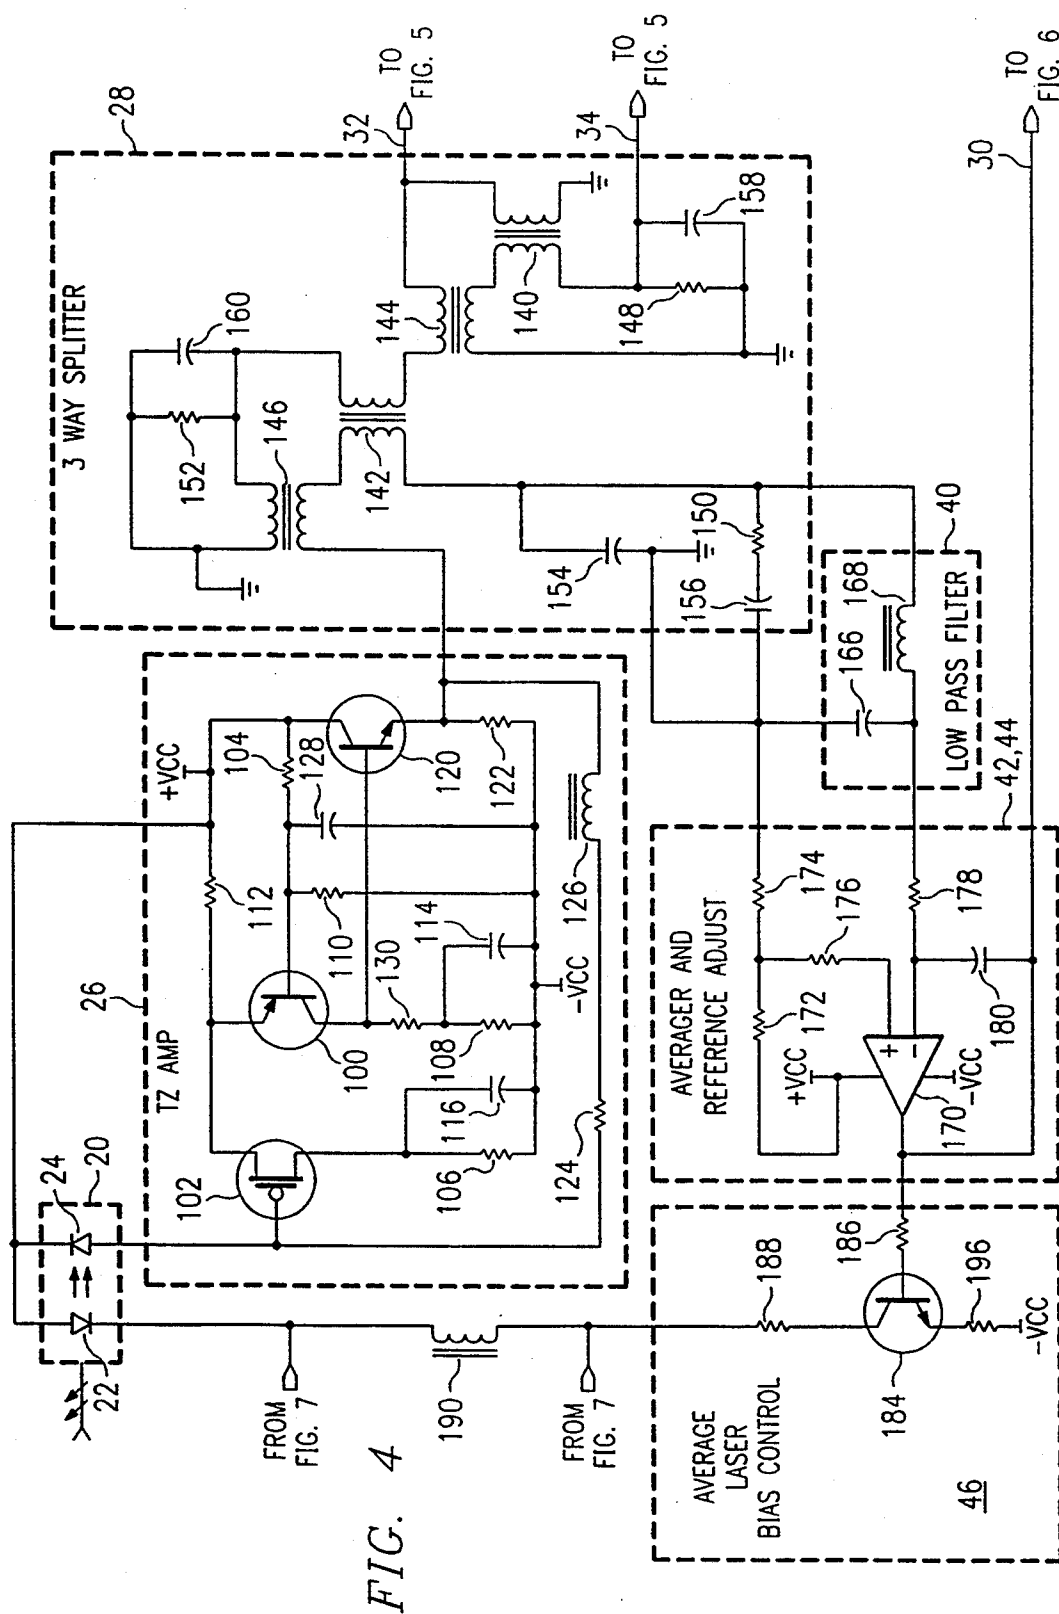 FIG. 4
24
20
22
FROM
FIG. 7
190
FROM
FIG. 7
26
TZ AMP
+VCC
112
104
128
102
100
110
130
120
116
106
108
114
122
-VCC
124
126
28
3 WAY SPLITTER
160
152
146
142
144
140
148
158
154
156
150
32
TO
FIG. 5
34
TO
FIG. 5
LOW PASS FILTER
40
166
168
AVERAGER AND
REFERENCE ADJUST
42,44
+VCC
172
174
176
178
180
+
-
170
-VCC
30
TO
FIG. 6
AVERAGE
LASER
BIAS CONTROL
46
188
186
184
196
-VCC